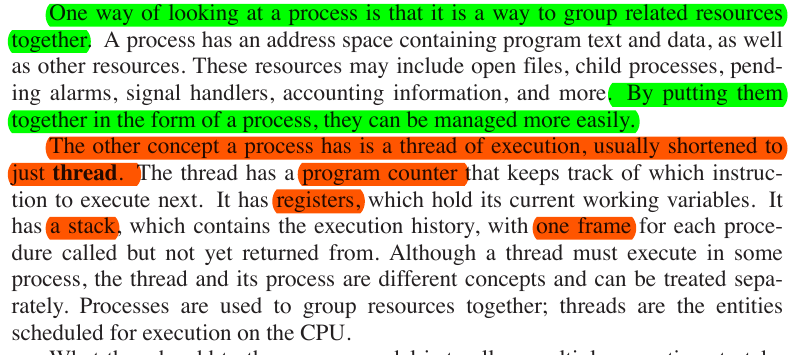 One way of looking at a process is that it is a way to group related resources
together. A process has an address space containing program text and data, as well
as other resources. These resources may include open files, child processes, pend-
ing alarms, signal handlers, accounting information, and more. By putting them
together in the form of a process, they can be managed more easily.
The other concept a process has is a thread of execution, usually shortened to
just thread. The thread has a program counter that keeps track of which instruc-
tion to execute next. It has registers, which hold its current working variables. It
has a stack, which contains the execution history, with one frame for each proce-
dure called but not yet returned from. Although a thread must execute in some
process, the thread and its process are different concepts and can be treated sepa-
rately. Processes are used to group resources together; threads are the entities
scheduled for execution on the CPU.